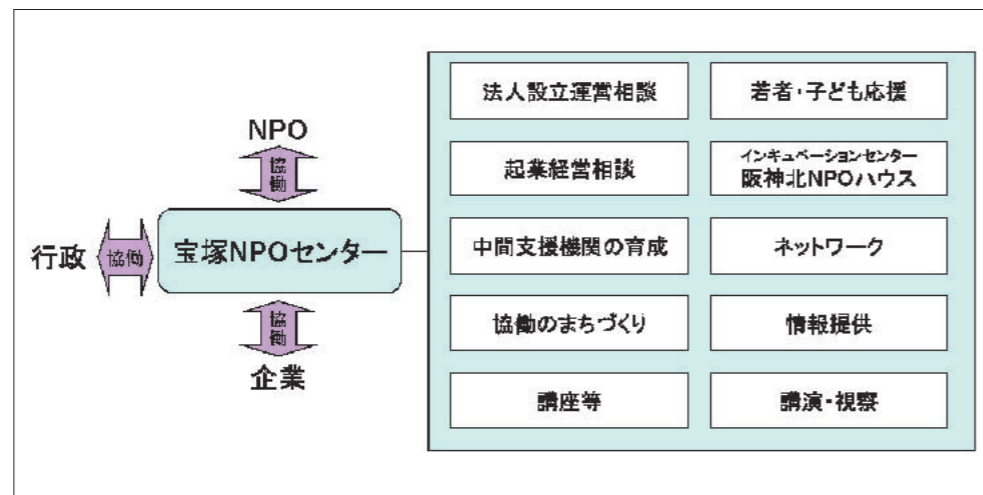 NPO
協働
行政
協働
宝塚NPOセンター
協働
企業
法人設立運営相談
若者・子ども応援
起業経営相談
インキュベーションセンター
阪神北NPOハウス
中間支援機関の育成
ネットワーク
協働のまちづくり
情報提供
講座等
講演・視察